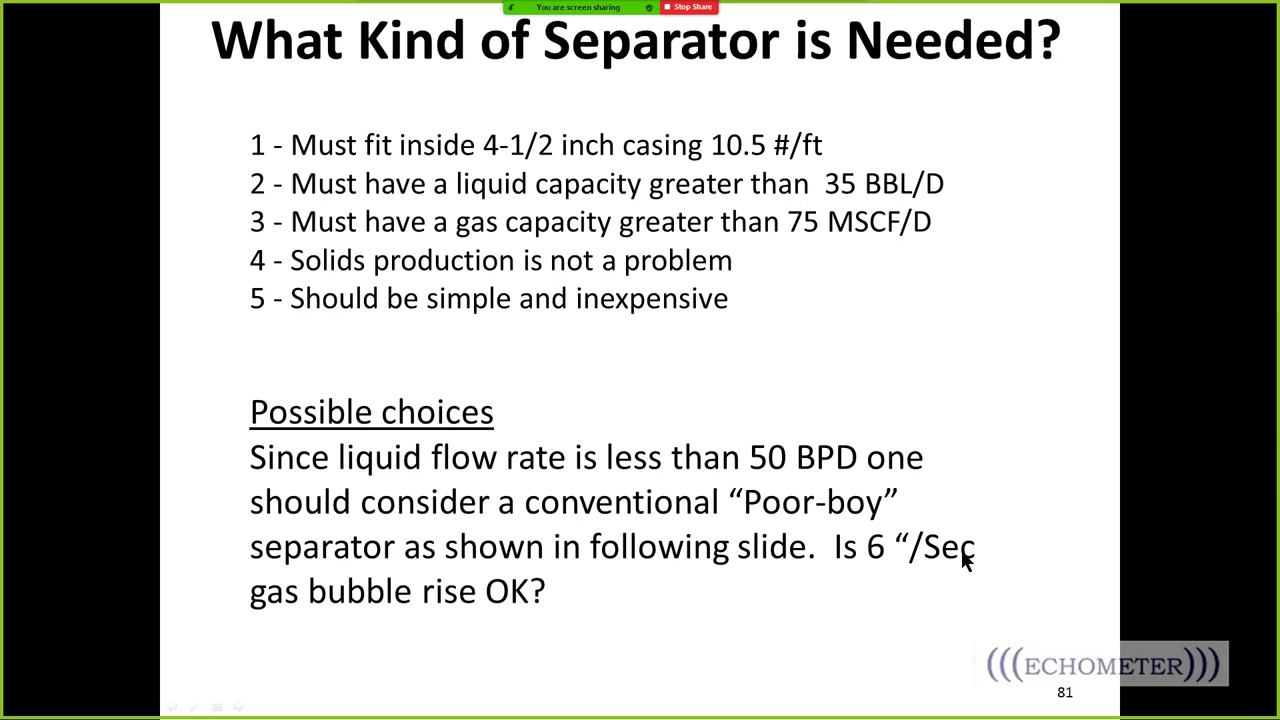 You are screen sharing
Stop Share
What Kind of Separator is Needed?
1 - Must fit inside 4-1/2 inch casing 10.5 #/ft
2 - Must have a liquid capacity greater than  35 BBL/D
3 - Must have a gas capacity greater than 75 MSCF/D
4 - Solids production is not a problem
5 - Should be simple and inexpensive
Possible choices
Since liquid flow rate is less than 50 BPD one
should consider a conventional “Poor-boy”
separator as shown in following slide.  Is 6 “/Sec
gas bubble rise OK?
(((ECHOMETER)))
81